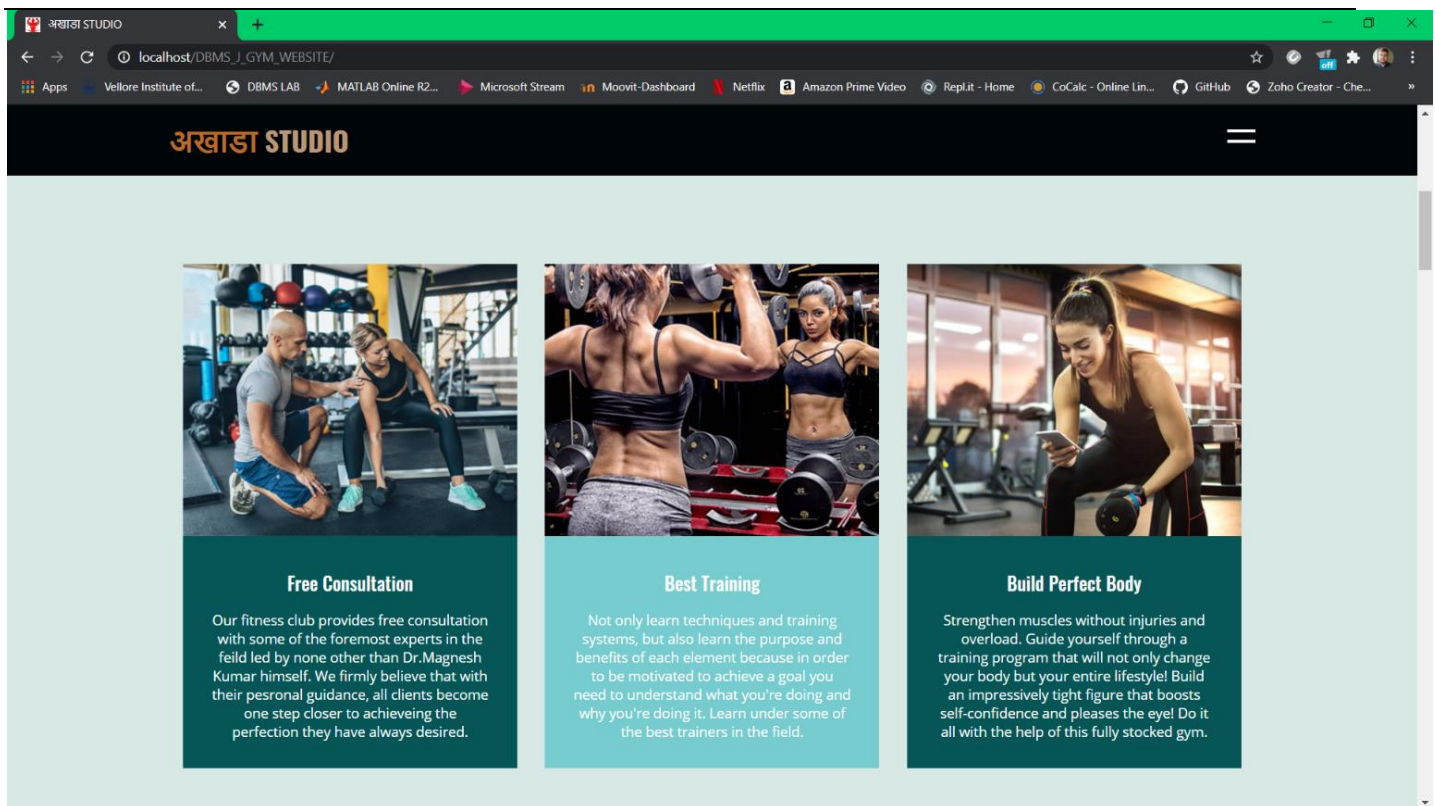 अखाडा STUDIO
localhost/DBMS_J_GYM_WEBSITE/
off
Apps Vellore Institute of... DBMS LAB MATLAB Online R2... Microsoft Stream Moovit-Dashboard Netflix Amazon Prime Video Repl.it - Home CoCalc - Online Lin... GitHub Zoho Creator - Che... »
अखाडा STUDIO
Free Consultation
Our fitness club provides free consultation
with some of the foremost experts in the
feild led by none other than Dr.Magnesh
Kumar himself. We firmly believe that with
their pesronal guidance, all clients become
one step closer to achieveing the
perfection they have always desired.
Best Training
Not only learn techniques and training
systems, but also learn the purpose and
benefits of each element because in order
to be motivated to achieve a goal you
need to understand what you're doing and
why you're doing it. Learn under some of
the best trainers in the field.
Build Perfect Body
Strengthen muscles without injuries and
overload. Guide yourself through a
training program that will not only change
your body but your entire lifestyle! Build
an impressively tight figure that boosts
self-confidence and pleases the eye! Do it
all with the help of this fully stocked gym.